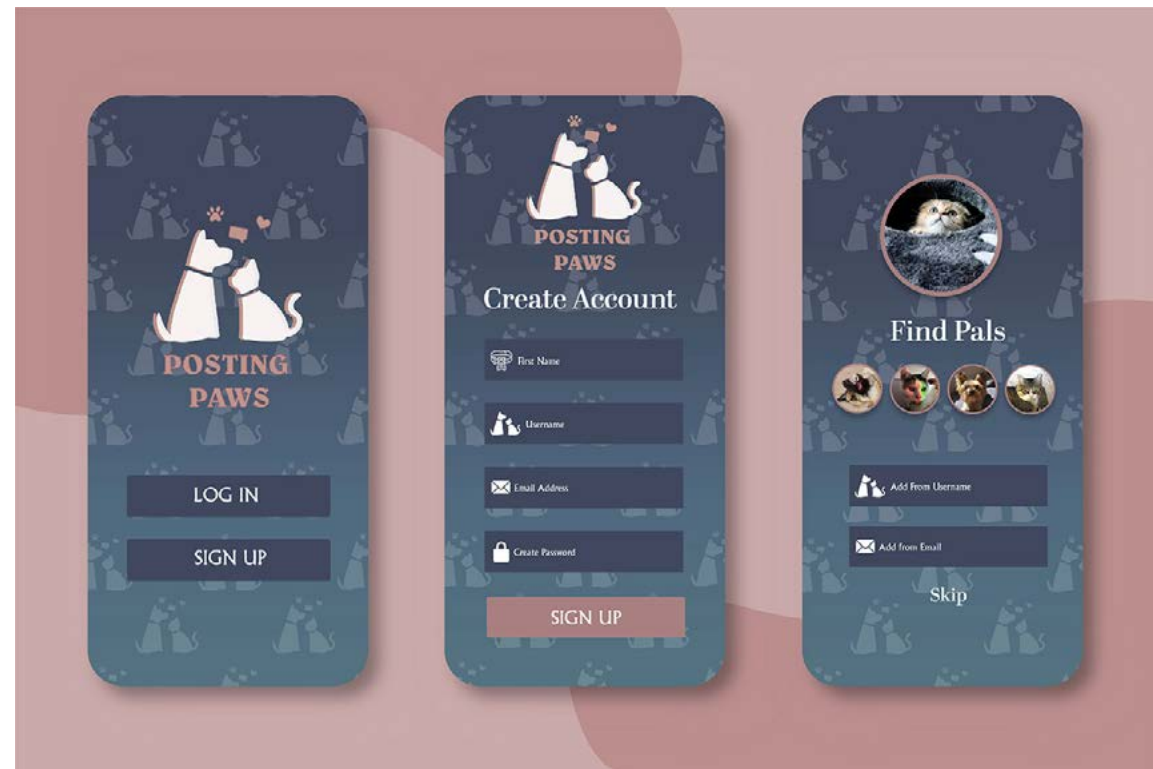 POSTING
PAWS
LOG IN
SIGN UP
POSTING
PAWS
Create Account
First Name
Username
Email Address
Create Password
SIGN UP
Find Pals
Add From Username
Add from Email
Skip